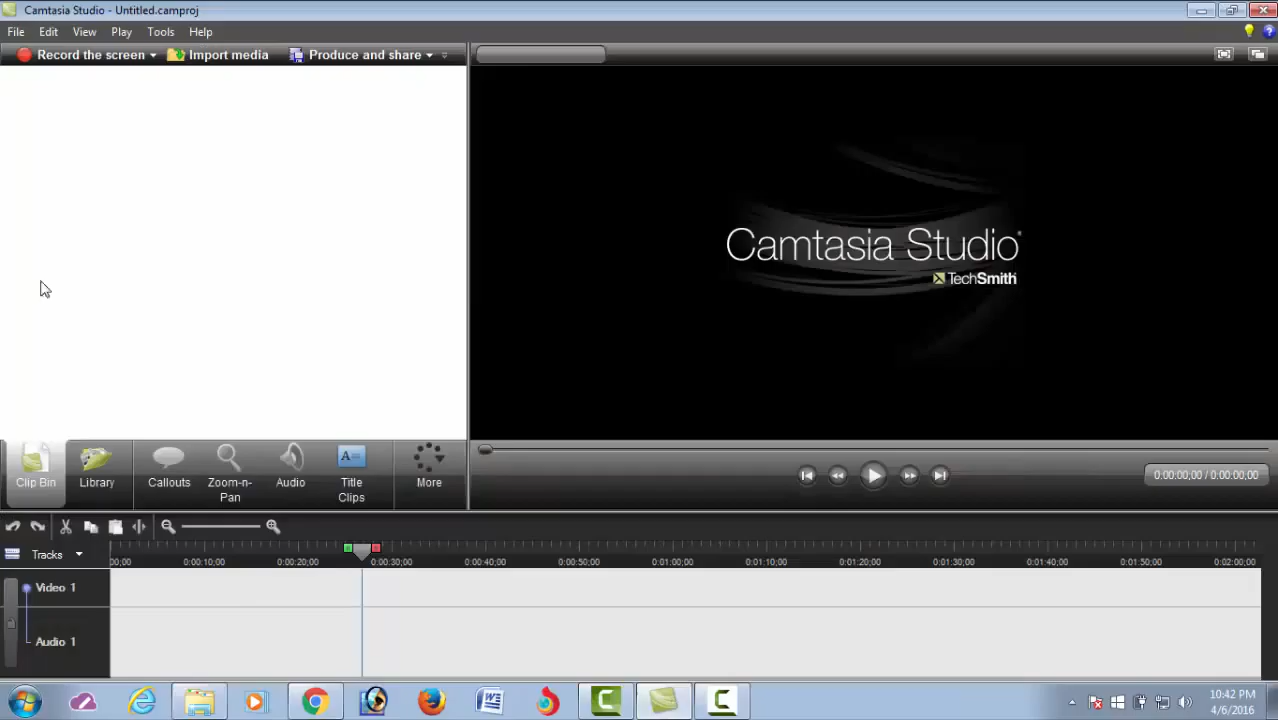 Camtasia Studio - Untitled.camproj
File Edit View Play Tools Help
Record the screen Import media Produce and share
Camtasia Studio
TechSmith
Clip Bin Library Callouts Zoom-n-Pan Audio Title Clips More
0:00:00;00 / 0:00:00;00
Tracks
00;00 0:00:10;00 0:00:20;00 0:00:30;00 0:00:40;00 0:00:50;00 0:01:00;00 0:01:10;00 0:01:20;00 0:01:30;00 0:01:40;00 0:01:50;00 0:02:00;00
Video 1
Audio 1
10:42 PM
4/6/2016